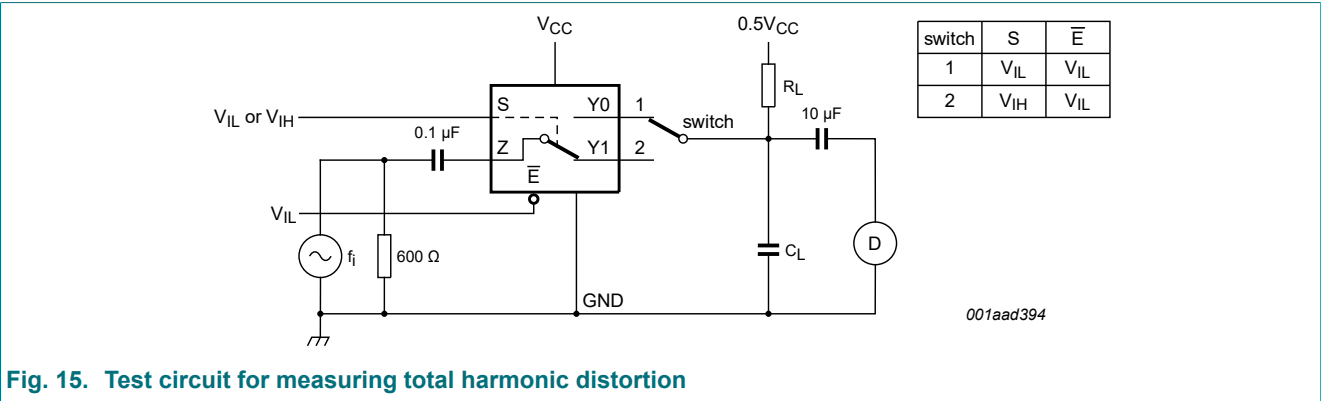 VCC
0.5VCC
switch S E̅
1 VIL VIL
2 VIH VIL
RL
10 µF
S Y0 1
VIL or VIH
switch
0.1 µF
Z Y1 2
E̅
VIL
fi
600 Ω
CL
D
GND
001aad394
Fig. 15. Test circuit for measuring total harmonic distortion